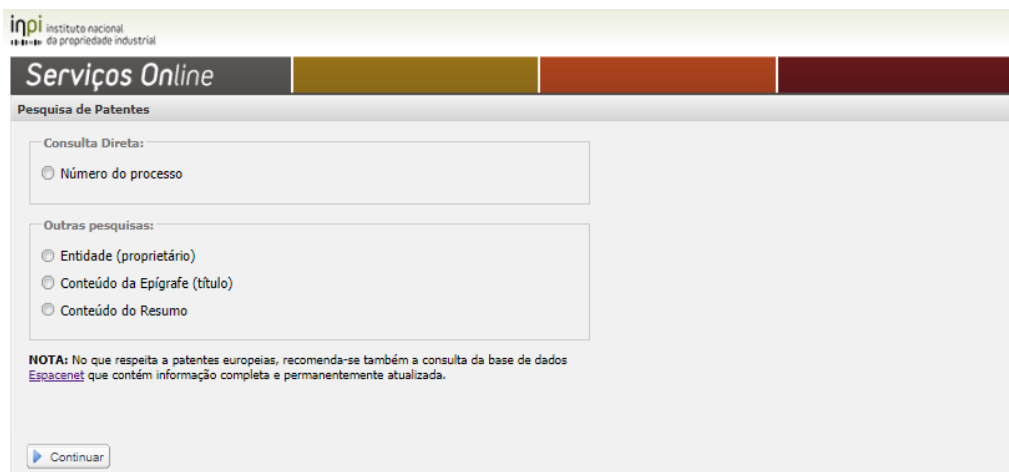 inpi instituto nacional
da propriedade industrial
Serviços Online
Pesquisa de Patentes
Consulta Direta:
Número do processo
Outras pesquisas:
Entidade (proprietário)
Conteúdo da Epígrafe (título)
Conteúdo do Resumo
NOTA: No que respeita a patentes europeias, recomenda-se também a consulta da base de dados
Espacenet que contém informação completa e permanentemente atualizada.
Continuar